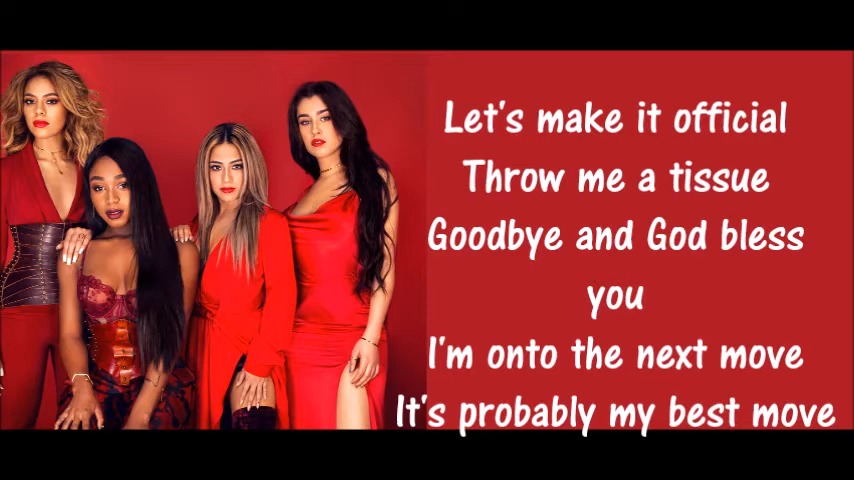 Let's make it official
Throw me a tissue
Goodbye and God bless
you
I'm onto the next move
It's probably my best move